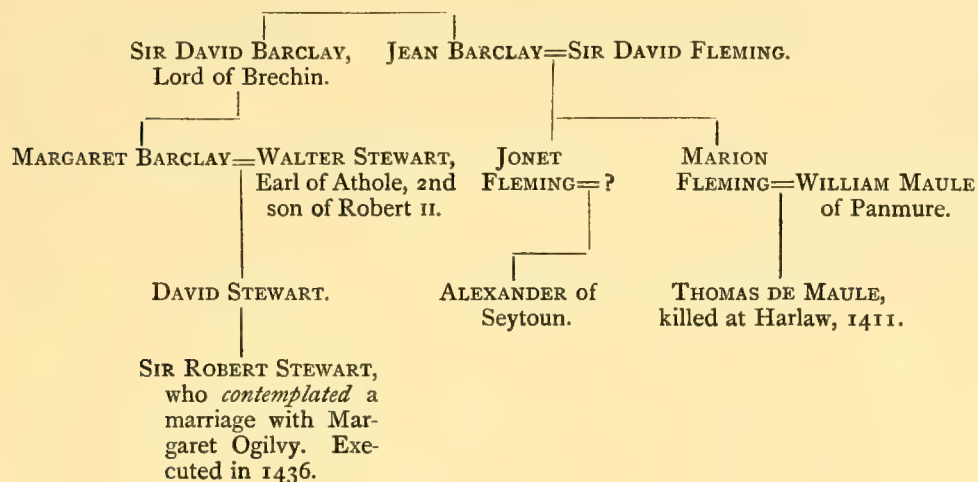 SIR DAVID BARCLAY, JEAN BARCLAY=SIR DAVID FLEMING.
Lord of Brechin.
MARGARET BARCLAY=WALTER STEWART, JONET MARION
Earl of Athole, 2nd FLEMING=? FLEMING=WILLIAM MAULE
son of Robert II. of Panmure.
DAVID STEWART. ALEXANDER of THOMAS DE MAULE,
Seytoun. killed at Harlaw, 1411.
SIR ROBERT STEWART,
who contemplated a
marriage with Mar-
garet Ogilvy. Exe-
cuted in 1436.